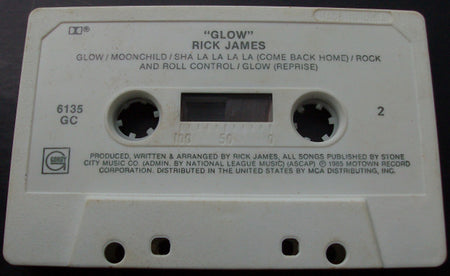 "GLOW"
RICK JAMES
GLOW / MOONCHILD / SHA LA LA LA LA (COME BACK HOME) / ROCK
AND ROLL CONTROL / GLOW (REPRISE)
6135
GC
2
100 50 0
PRODUCED, WRITTEN & ARRANGED BY RICK JAMES, ALL SONGS PUBLISHED BY STONE
CITY MUSIC CO. (ADMIN. BY NATIONAL LEAGUE MUSIC) (ASCAP) ℗ 1985 MOTOWN RECORD
CORPORATION. DISTRIBUTED IN THE UNITED STATES BY MCA DISTRIBUTING, INC.
GORDY